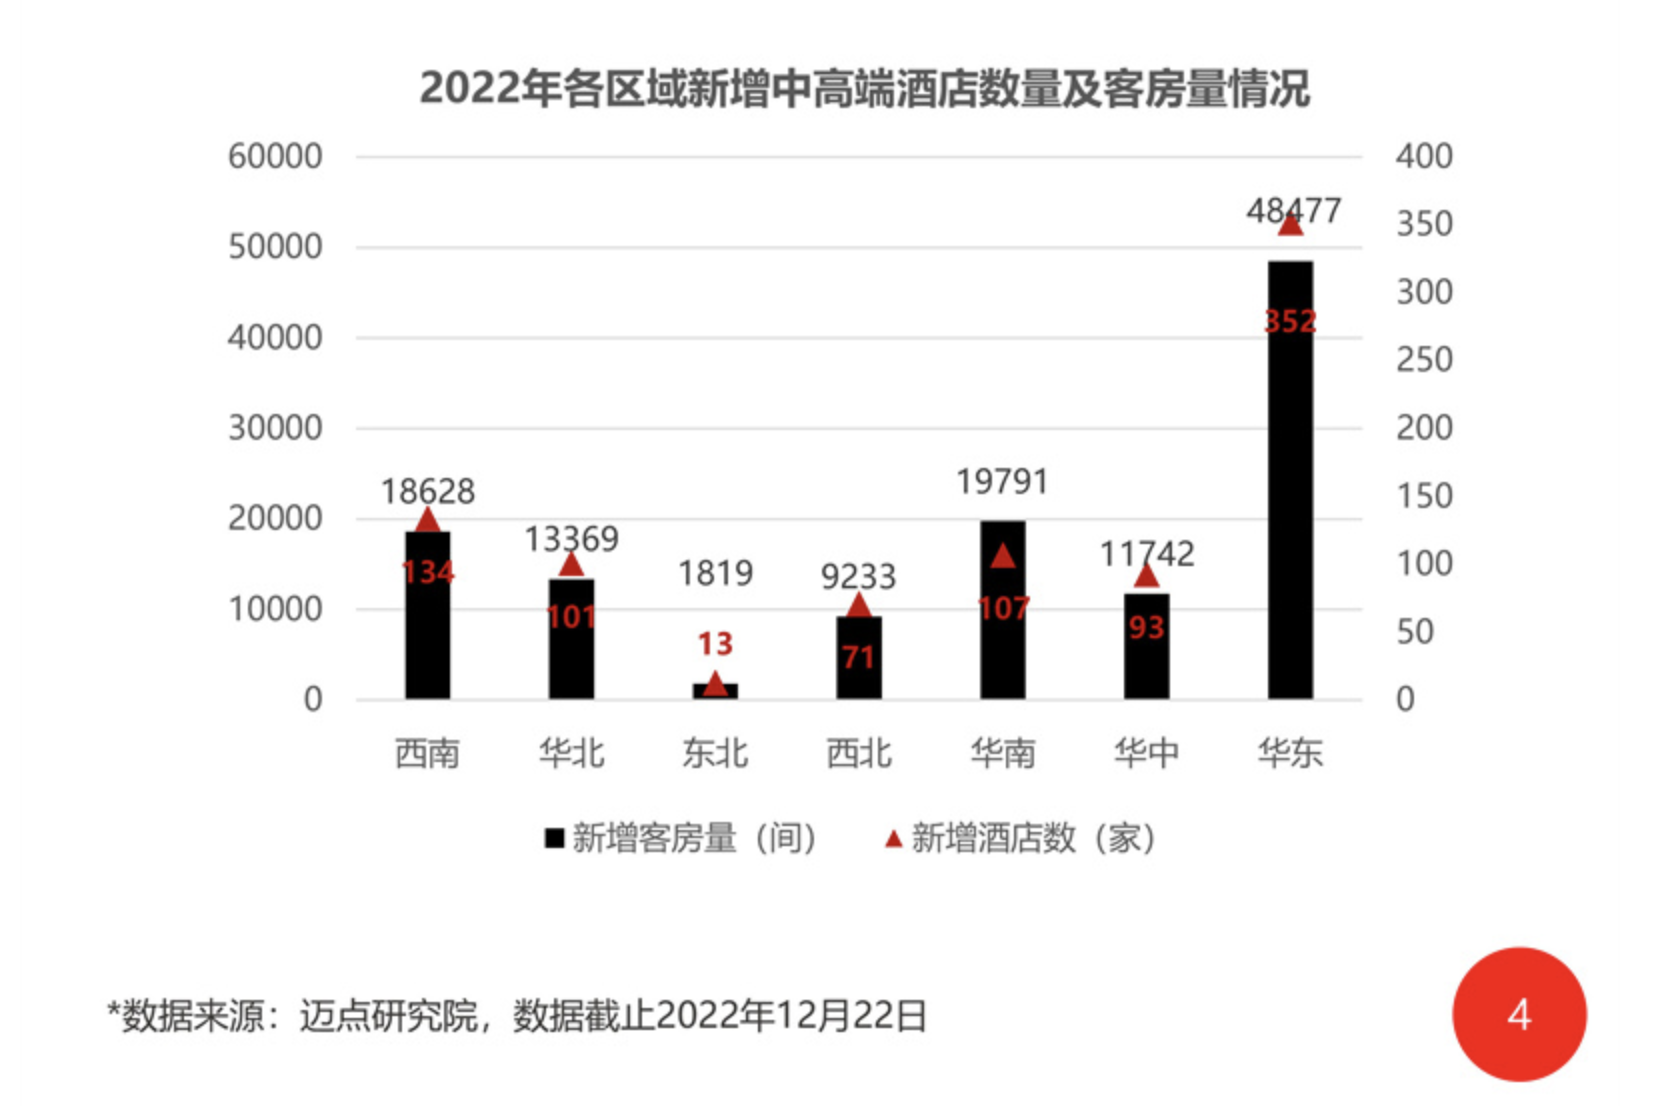 2022年各区域新增中高端酒店数量及客房量情况
60000 400
48477
350
50000
300
352
40000
250
30000 200
18628 19791
150
20000
13369 11742
134 1819 9233 100
10000 101 107
13 71 93 50
0 0
西南 华北 东北 西北 华南 华中 华东
新增客房量（间） 新增酒店数（家）
*数据来源：迈点研究院，数据截止2022年12月22日
4